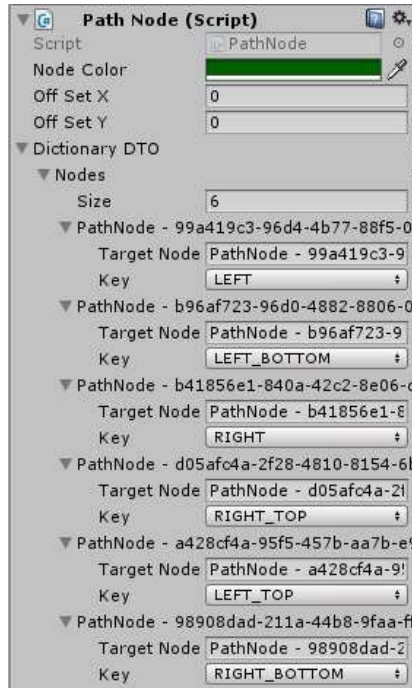 Path Node (Script)
Script PathNode
Node Color
Off Set X 0
Off Set Y 0
Dictionary DTO
Nodes
Size 6
PathNode - 99a419c3-96d4-4b77-88f5-0
Target Node PathNode - 99a419c3-9
Key LEFT
PathNode - b96af723-96d0-4882-8806-0
Target Node PathNode - b96af723-9
Key LEFT_BOTTOM
PathNode - b41856e1-840a-42c2-8e06-c
Target Node PathNode - b41856e1-8
Key RIGHT
PathNode - d05afc4a-2f28-4810-8154-6b
Target Node PathNode - d05afc4a-2f
Key RIGHT_TOP
PathNode - a428cf4a-95f5-457b-aa7b-e9
Target Node PathNode - a428cf4a-9
Key LEFT_TOP
PathNode - 98908dad-211a-44b8-9faa-ff
Target Node PathNode - 98908dad-2
Key RIGHT_BOTTOM